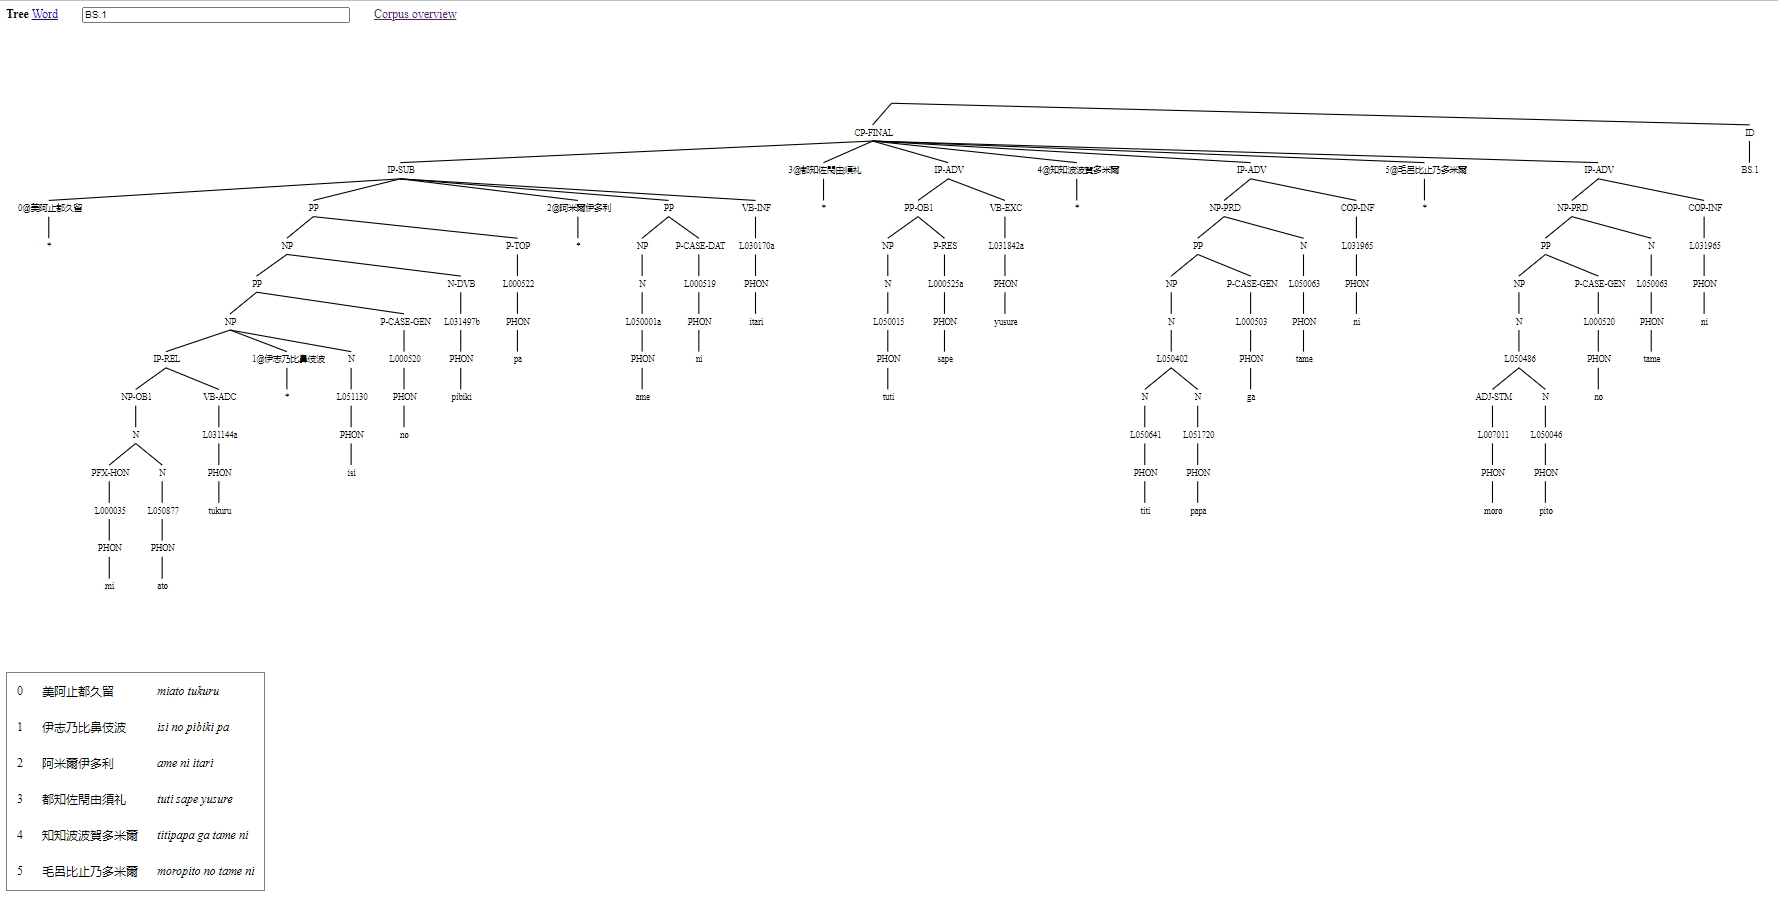 Tree Word BS.1 Corpus overview
CP-FINAL ID
IP-SUB 3@都知佐閇由須礼 IP-ADV 4@知知波波賀多米爾 IP-ADV 5@毛呂比止乃多米爾 IP-ADV BS.1
0@美阿止都久留 PP 2@阿米爾伊多利 PP VB-INF * PP-OB1 VB-EXC * NP-PRD COP-INF * NP-PRD COP-INF
* NP P-TOP * NP P-CASE-DAT L030170a NP P-RES L031842a PP N L031965 PP N L031965
PP N-DVB L000522 N L000519 PHON N L000525a PHON NP P-CASE-GEN L050063 PHON NP P-CASE-GEN L050063 PHON
NP P-CASE-GEN L031497b PHON L050001a PHON itari L050015 PHON yusure N L000503 PHON ni N L000520 PHON ni
IP-REL 1@伊志乃比鼻伎波 N L000520 PHON pa PHON ni PHON sape L050402 PHON tame L050486 PHON tame
NP-OB1 VB-ADC * L051130 PHON pibiki ame tuti N N ga ADJ-STM N no
N L031144a PHON no L050641 L051720 L007011 L050046
PFX-HON N PHON isi PHON PHON PHON PHON
L000035 L050877 tukuru titi papa moro pito
PHON PHON
mi ato
0 美阿止都久留 miato tukuru
1 伊志乃比鼻伎波 isi no pibiki pa
2 阿米爾伊多利 ame ni itari
3 都知佐閇由須礼 tuti sape yusure
4 知知波波賀多米爾 titipapa ga tame ni
5 毛呂比止乃多米爾 moropito no tame ni